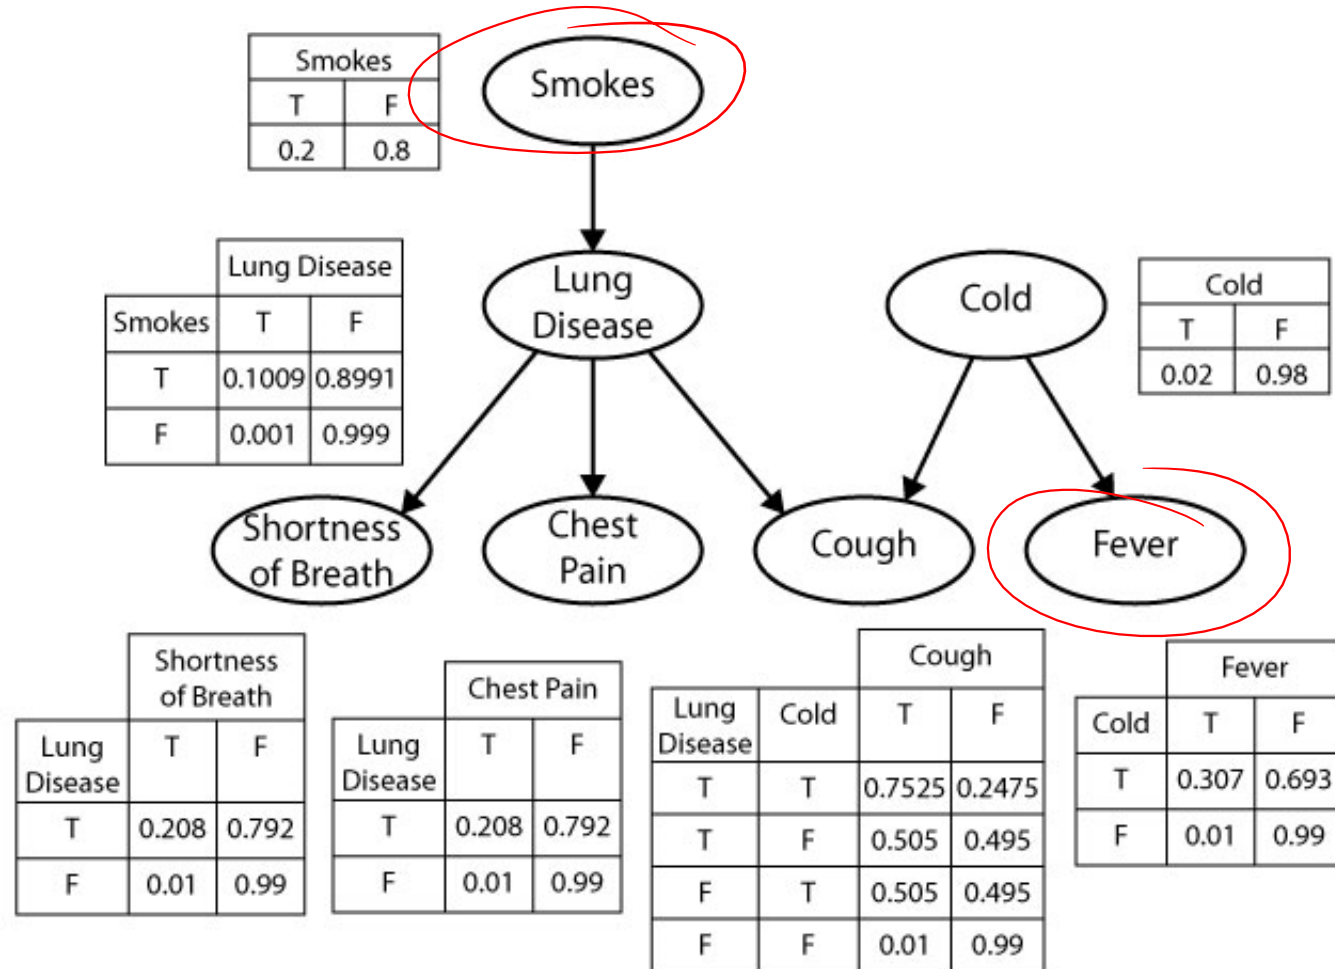 Smokes
T F
0.2 0.8
Smokes
Lung Disease
Smokes T F
T 0.1009 0.8991
F 0.001 0.999
Lung
Disease
Cold
Cold
T F
0.02 0.98
Shortness
of Breath
Chest
Pain
Cough
Fever
Shortness
of Breath
Lung
Disease
T F
T 0.208 0.792
F 0.01 0.99
Chest Pain
Lung
Disease
T F
T 0.208 0.792
F 0.01 0.99
Cough
Lung
Disease
Cold T F
T T 0.7525 0.2475
T F 0.505 0.495
F T 0.505 0.495
F F 0.01 0.99
Fever
Cold T F
T 0.307 0.693
F 0.01 0.99